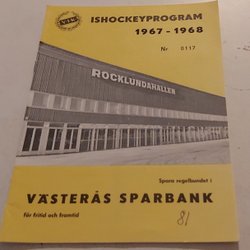 V.I.K.
ISHOCKEYPROGRAM
1967-1968
Nr 0117
ROCKLUNDAHALLEN
Spara regelbundet i
VÄSTERÅS SPARBANK
för fritid och framtid
81